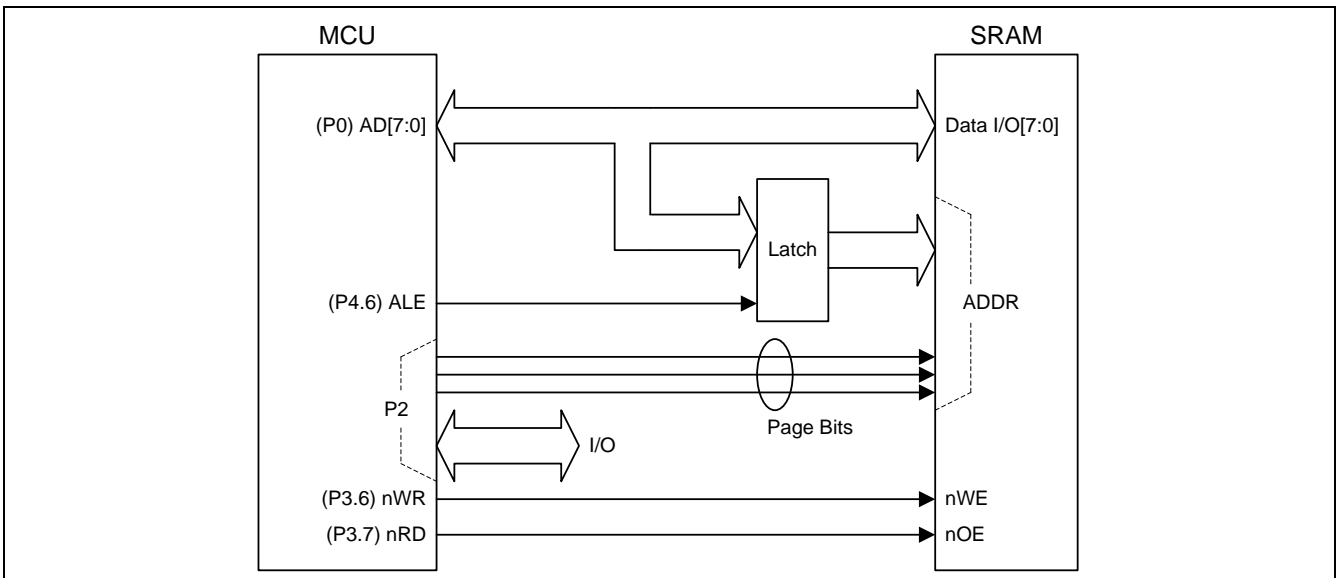 MCU
SRAM
(P0) AD[7:0]
Data I/O[7:0]
Latch
(P4.6) ALE
ADDR
P2
Page Bits
I/O
(P3.6) nWR
nWE
(P3.7) nRD
nOE